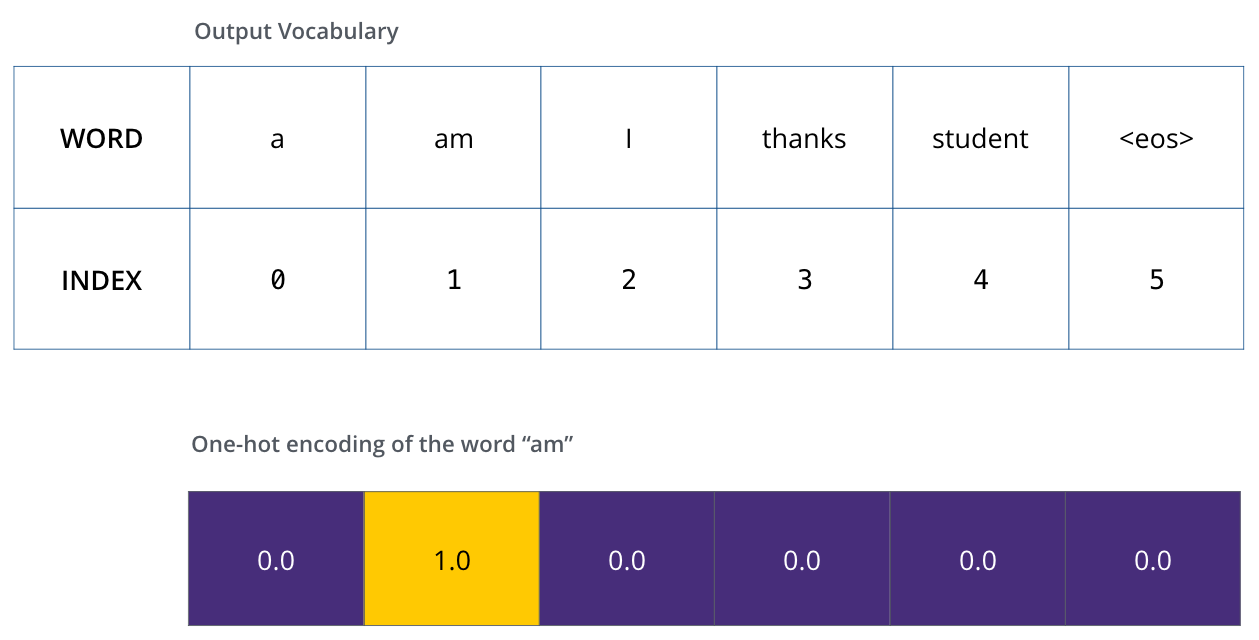 Output Vocabulary
WORD a am I thanks student <eos>
INDEX 0 1 2 3 4 5
One-hot encoding of the word “am”
0.0 1.0 0.0 0.0 0.0 0.0